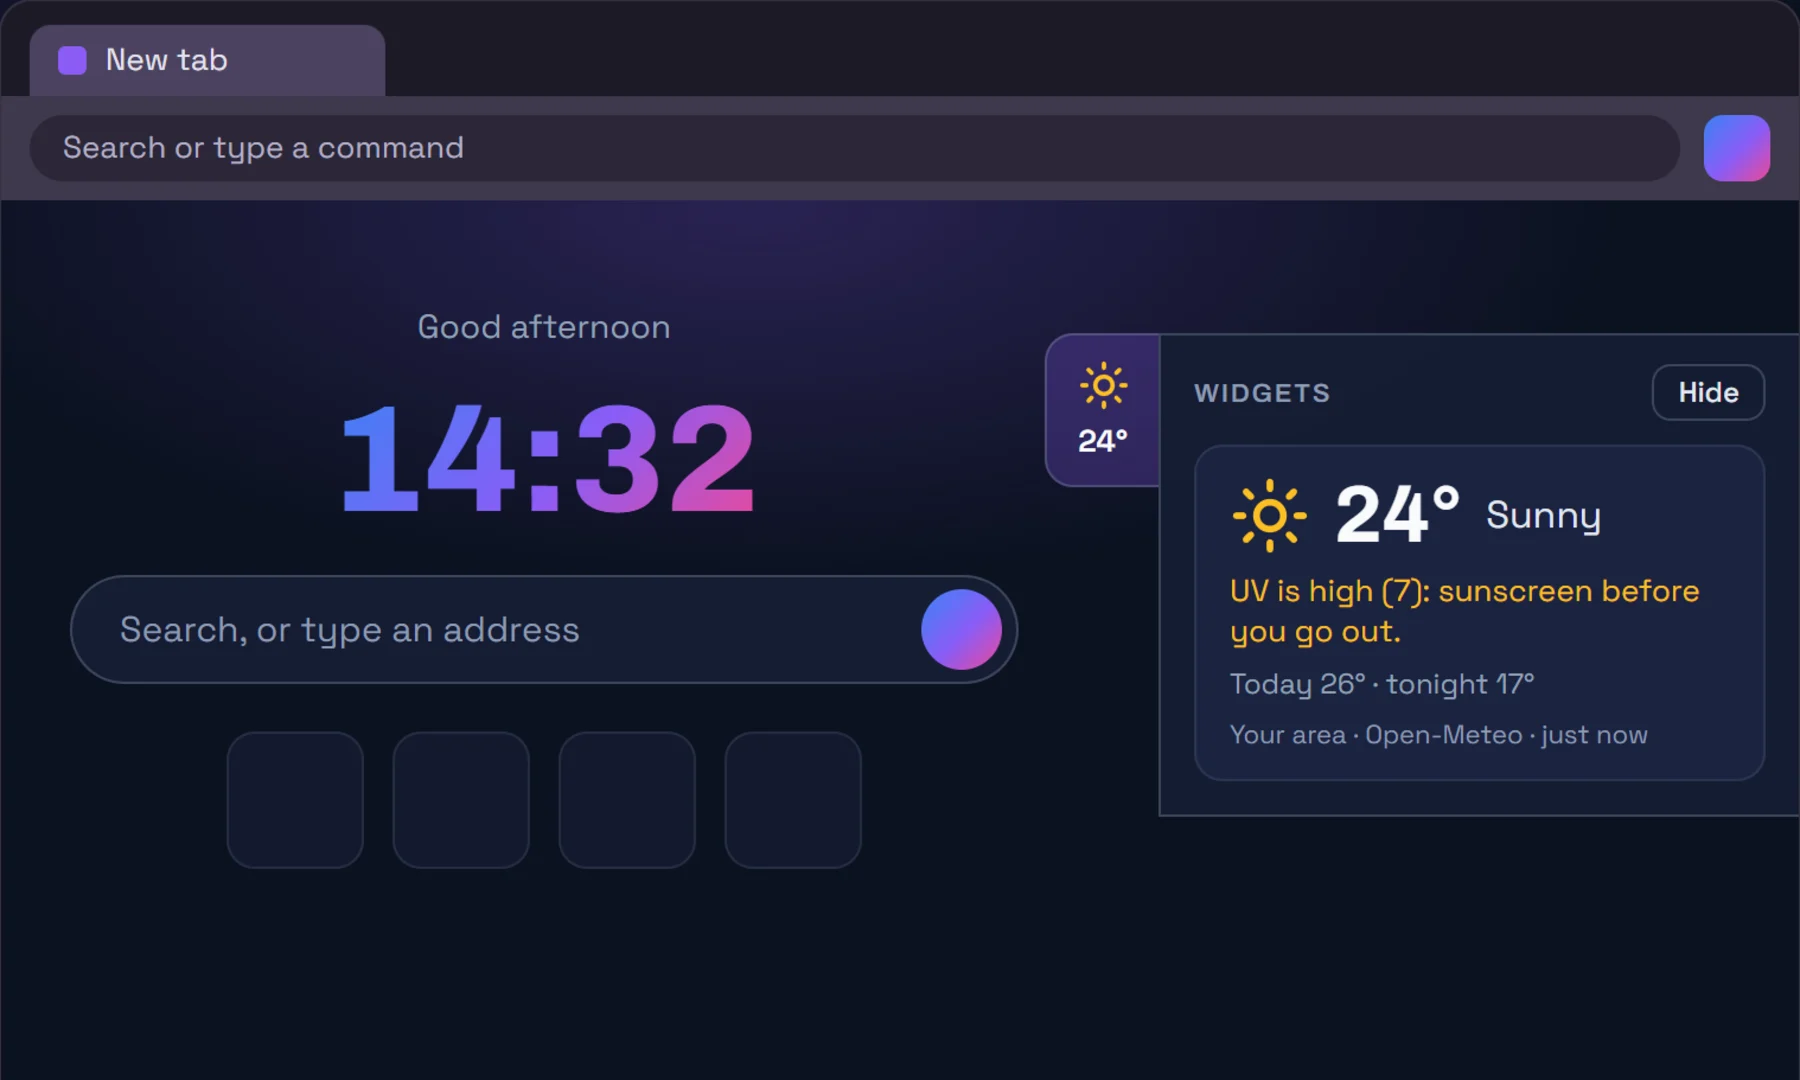 New tab
Search or type a command
Good afternoon
14:32
Search, or type an address
24°
WIDGETS
Hide
24° Sunny
UV is high (7): sunscreen before
you go out.
Today 26° · tonight 17°
Your area · Open-Meteo · just now